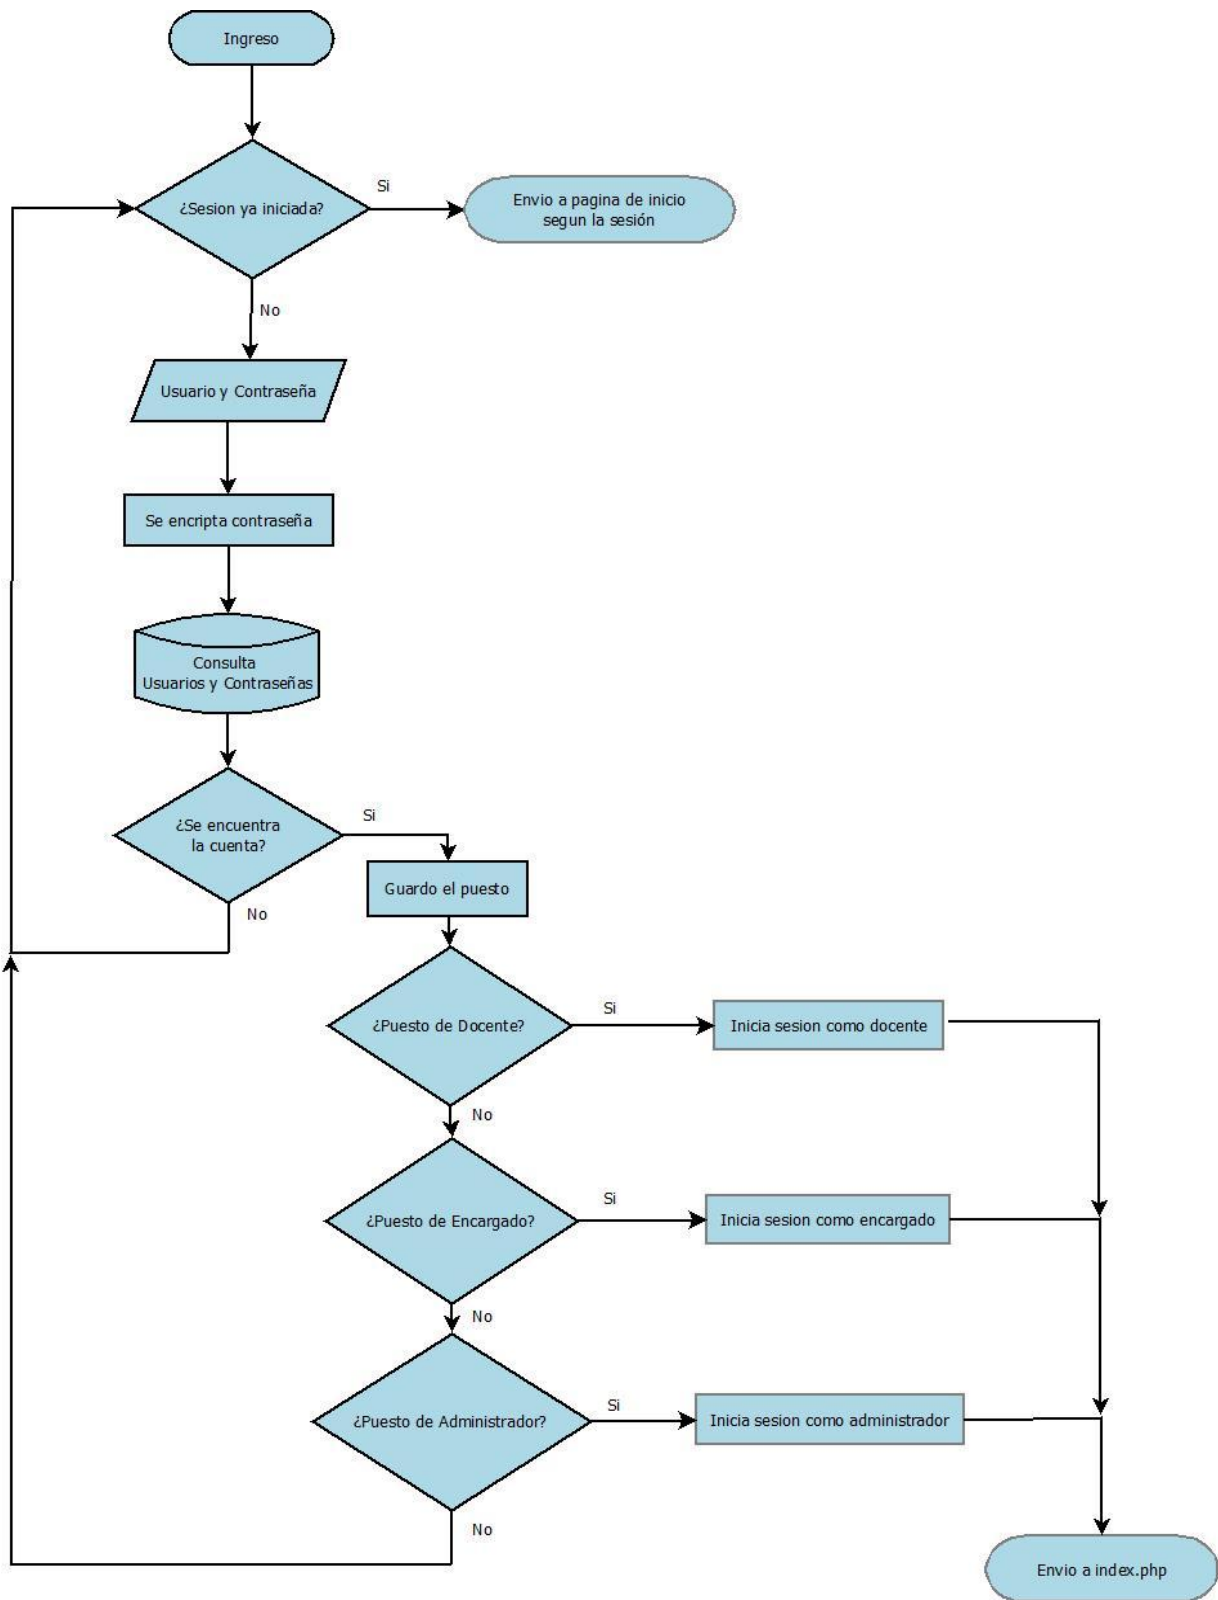 Ingreso
¿Sesion ya iniciada?
Si
Envio a pagina de inicio
segun la sesión
No
Usuario y Contraseña
Se encripta contraseña
Consulta
Usuarios y Contraseñas
¿Se encuentra
la cuenta?
Si
No
Guardo el puesto
¿Puesto de Docente?
Si
Inicia sesion como docente
No
¿Puesto de Encargado?
Si
Inicia sesion como encargado
No
¿Puesto de Administrador?
Si
Inicia sesion como administrador
No
Envio a index.php